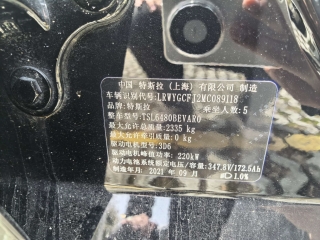 中国 特斯拉 (上海) 有限公司 制造
车辆识别代号:LRWYGCFJ2MC089118
品牌:特斯拉 乘坐人数:5
整车型号:TSL6480BEVAR0
最大允许总质量:2335 kg
最大允许牵引质量:0 kg
驱动电机型号:3D6
驱动电机峰值功率:220kW
动力电池系统额定电压/容量:347.8V/172.5Ah
制造年月:2021 年 09 月 1.0%